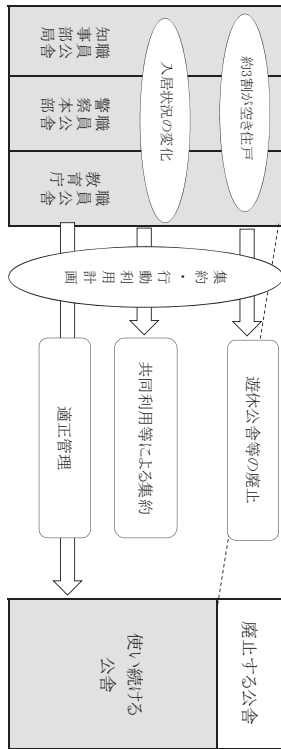 約3割が空き住戸
入居状況の変化
知事部局
職員公舎
警察本部
職員公舎
教育庁
職員公舎
集約・行動利用計画
遊休公舎等の廃止
共同利用等による集約
適正管理
廃止する公舎
使い続ける
公舎